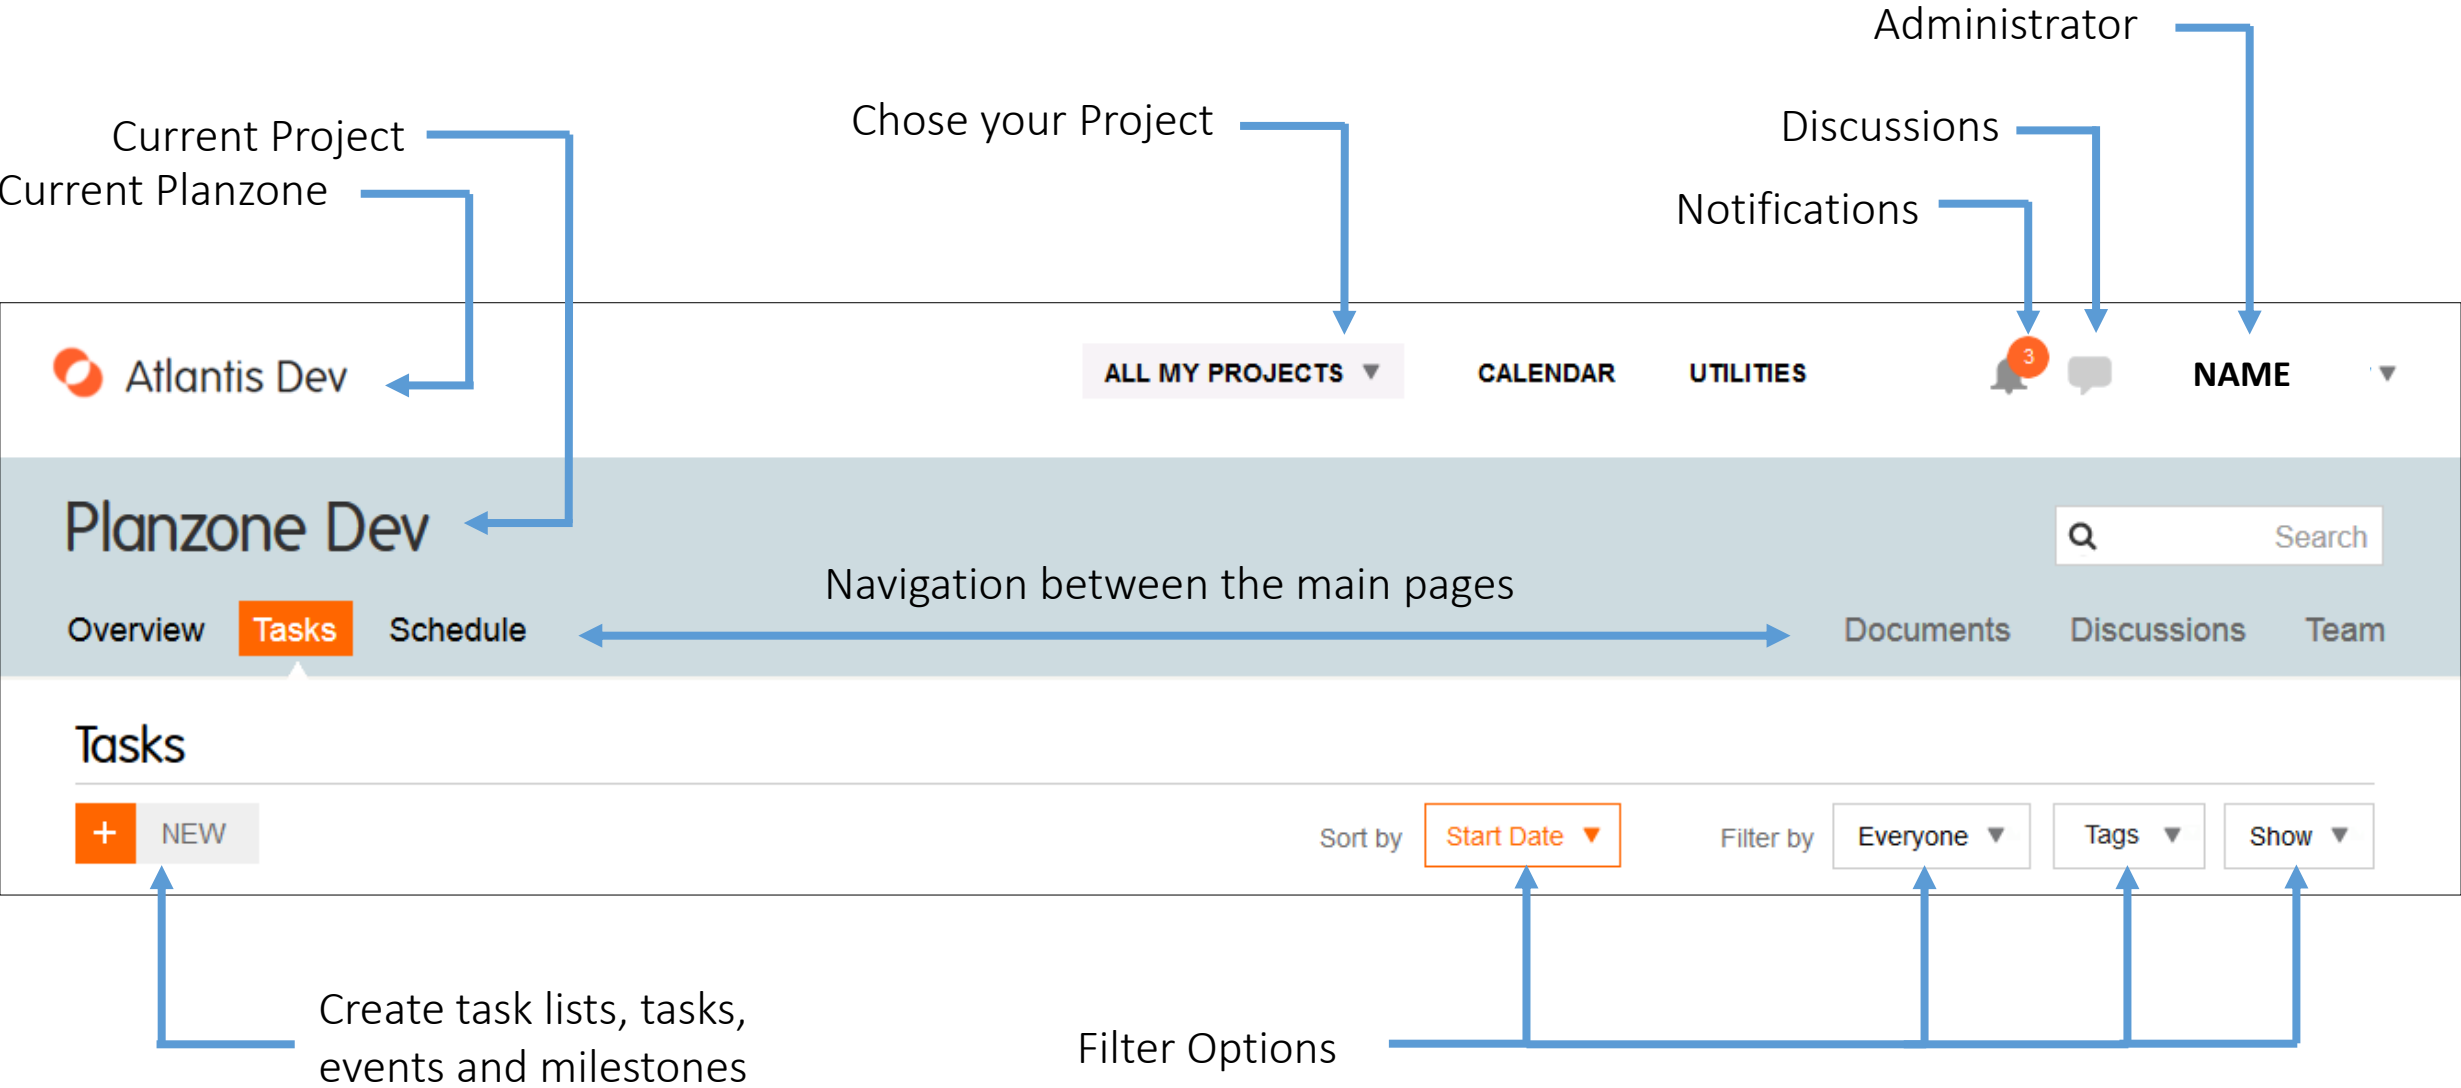 Administrator
Current Project
Chose your Project
Discussions
Current Planzone
Notifications
Atlantis Dev
ALL MY PROJECTS
CALENDAR
UTILITIES
3
NAME
Planzone Dev
Search
Navigation between the main pages
Overview
Tasks
Schedule
Documents
Discussions
Team
Tasks
+ NEW
Sort by
Start Date
Filter by
Everyone
Tags
Show
Create task lists, tasks,
events and milestones
Filter Options